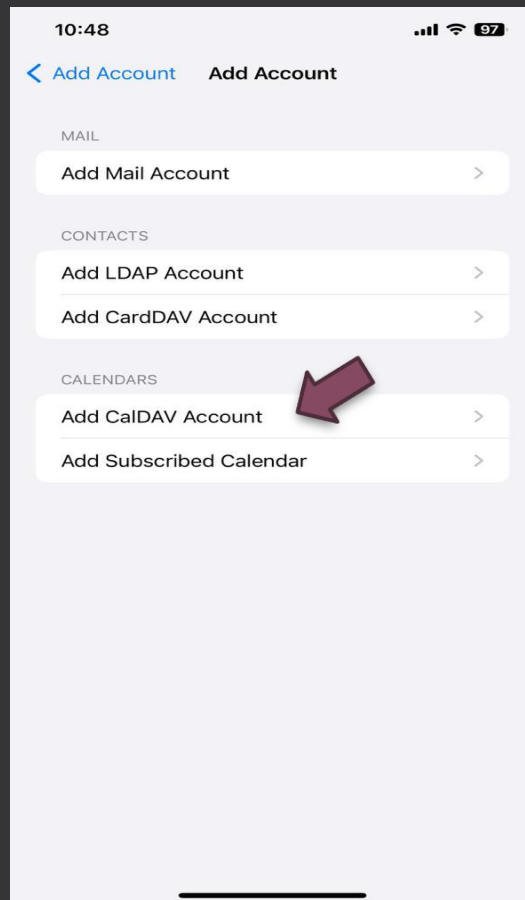 10:48 97
Add Account Add Account
MAIL
Add Mail Account
CONTACTS
Add LDAP Account
Add CardDAV Account
CALENDARS
Add CalDAV Account
Add Subscribed Calendar